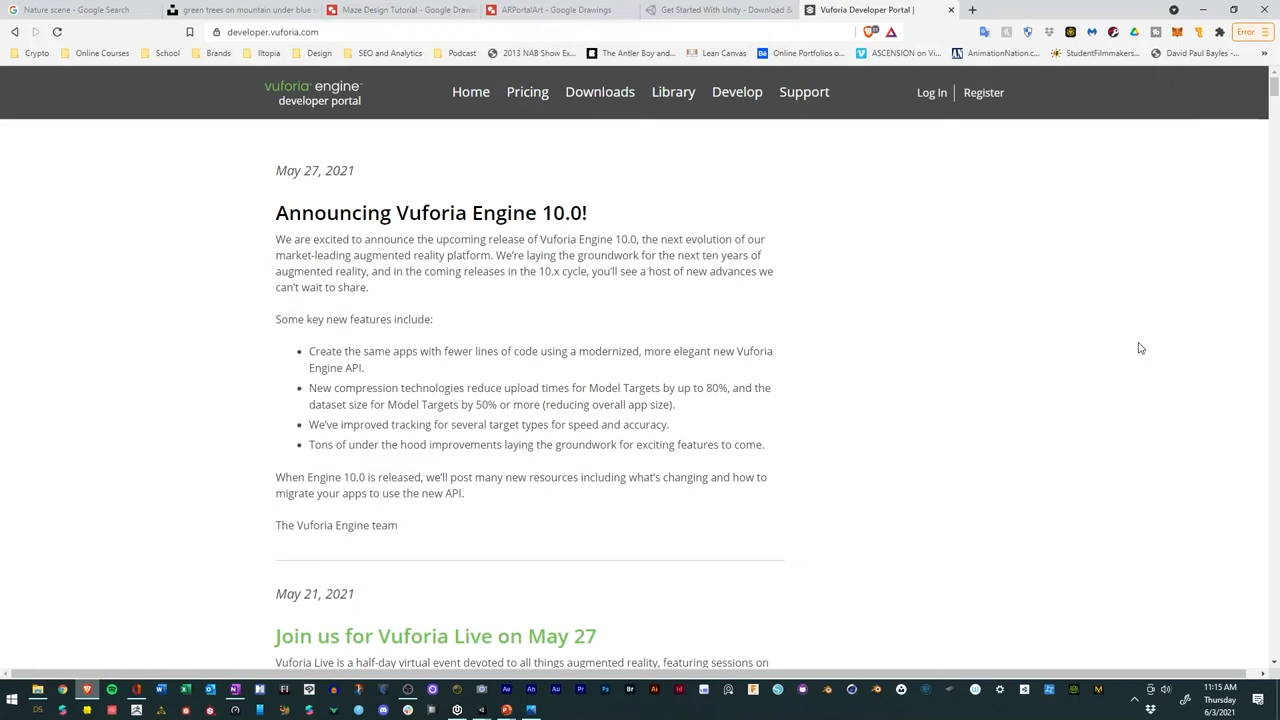 Nature scene - Google Search
green trees on mountain under blue s
Maze Design Tutorial - Google Drawin
ARPortalArt - Google Drawings
Get Started With Unity - Download &
Vuforia Developer Portal |
developer.vuforia.com
Error
Crypto
Online Courses
School
Brands
Iltopia
Design
SEO and Analytics
Podcast
2013 NAB Show Ex...
The Antler Boy and...
Lean Canvas
Online Portfolios o...
ASCENSION on Vi...
AnimationNation.c...
StudentFilmmakers...
David Paul Bayles -...
vuforia engine™
developer portal
Home
Pricing
Downloads
Library
Develop
Support
Log In
Register
May 27, 2021
Announcing Vuforia Engine 10.0!
We are excited to announce the upcoming release of Vuforia Engine 10.0, the next evolution of our
market-leading augmented reality platform. We're laying the groundwork for the next ten years of
augmented reality, and in the coming releases in the 10.x cycle, you'll see a host of new advances we
can't wait to share.
Some key new features include:
Create the same apps with fewer lines of code using a modernized, more elegant new Vuforia
Engine API.
New compression technologies reduce upload times for Model Targets by up to 80%, and the
dataset size for Model Targets by 50% or more (reducing overall app size).
We've improved tracking for several target types for speed and accuracy.
Tons of under the hood improvements laying the groundwork for exciting features to come.
When Engine 10.0 is released, we'll post many new resources including what's changing and how to
migrate your apps to use the new API.
The Vuforia Engine team
May 21, 2021
Join us for Vuforia Live on May 27
Vuforia Live is a half-day virtual event devoted to all things augmented reality, featuring sessions on
11:15 AM
Thursday
6/3/2021